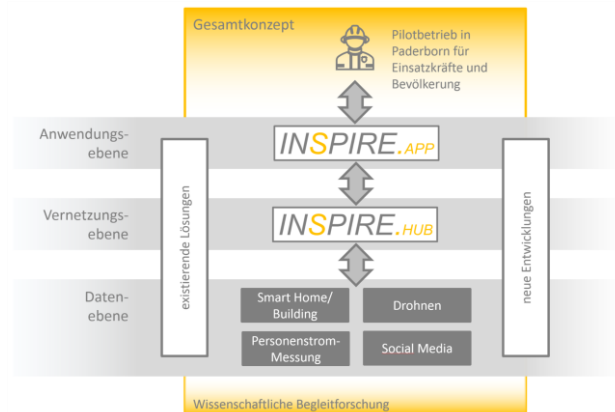 Gesamtkonzept
Pilotbetrieb in
Paderborn für
Einsatzkräfte und
Bevölkerung
Anwendungs-
ebene
INSPIRE.APP
Vernetzungs-
ebene
INSPIRE.HUB
existierende Lösungen
neue Entwicklungen
Daten-
ebene
Smart Home/
Building
Drohnen
Personenstrom-
Messung
Social Media
Wissenschaftliche Begleitforschung